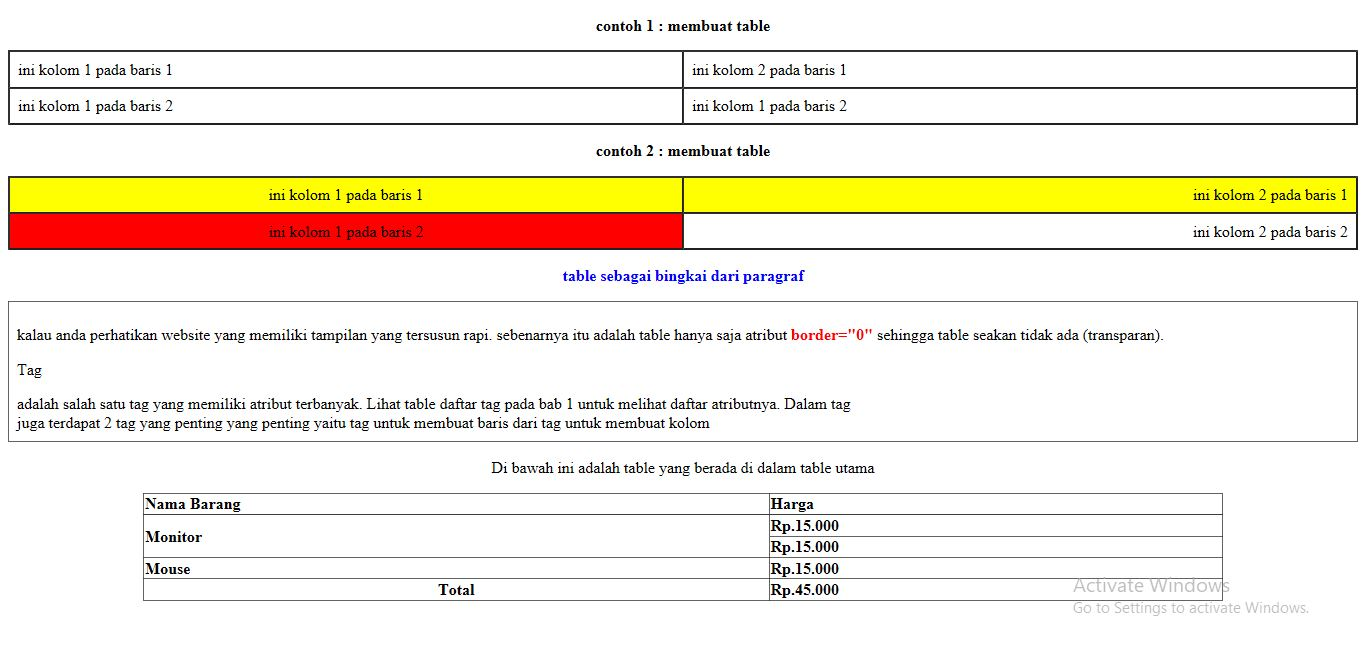 contoh 1 : membuat table
ini kolom 1 pada baris 1 ini kolom 2 pada baris 1
ini kolom 1 pada baris 2 ini kolom 1 pada baris 2
contoh 2 : membuat table
ini kolom 1 pada baris 1 ini kolom 2 pada baris 1
ini kolom 1 pada baris 2 ini kolom 2 pada baris 2
table sebagai bingkai dari paragraf
kalau anda perhatikan website yang memiliki tampilan yang tersusun rapi. sebenarnya itu adalah table hanya saja atribut border="0" sehingga table seakan tidak ada (transparan).
Tag
adalah salah satu tag yang memiliki atribut terbanyak. Lihat table daftar tag pada bab 1 untuk melihat daftar atributnya. Dalam tag
juga terdapat 2 tag yang penting yang penting yaitu tag untuk membuat baris dari tag untuk membuat kolom
Di bawah ini adalah table yang berada di dalam table utama
Nama Barang Harga
Monitor Rp.15.000
Rp.15.000
Mouse Rp.15.000
Total Rp.45.000
Activate Windows
Go to Settings to activate Windows.